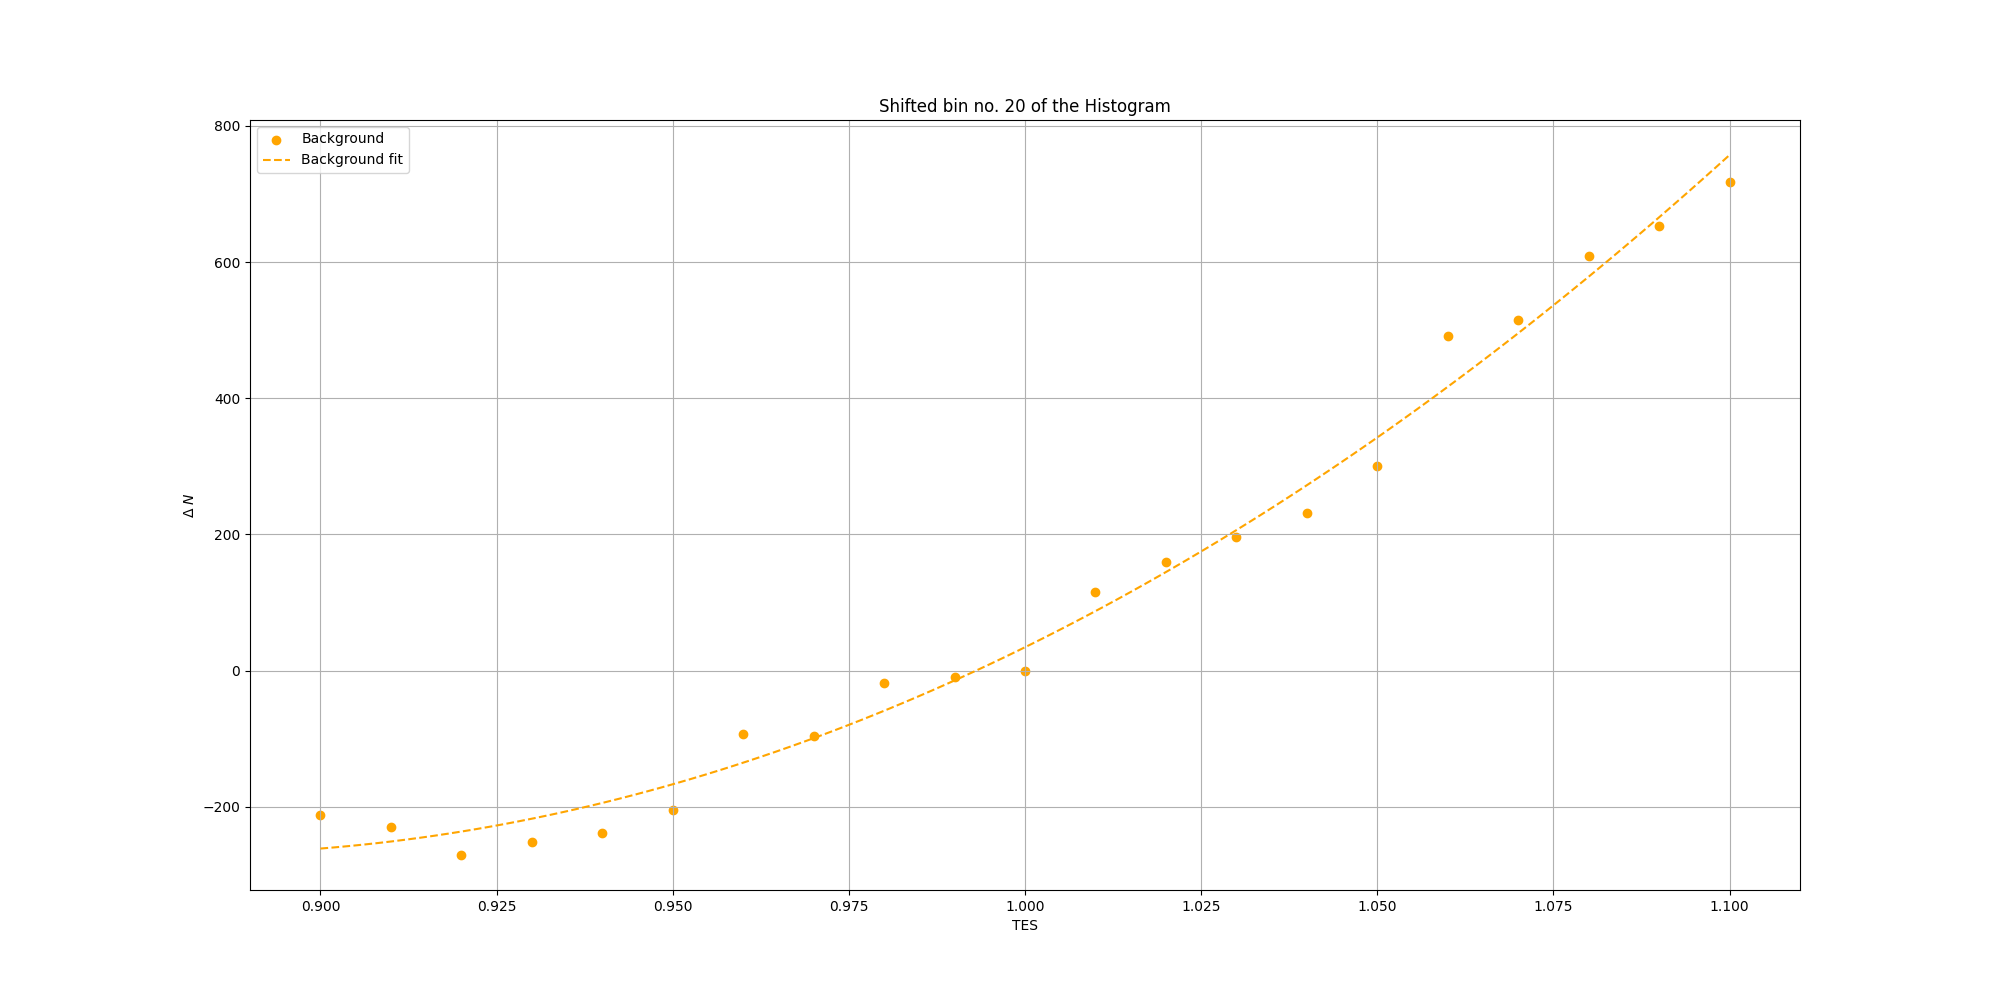 Shifted bin no. 20 of the Histogram
Background
Background fit
800
600
400
200
0
−200
Δ N
0.900 0.925 0.950 0.975 1.000 1.025 1.050 1.075 1.100
TES